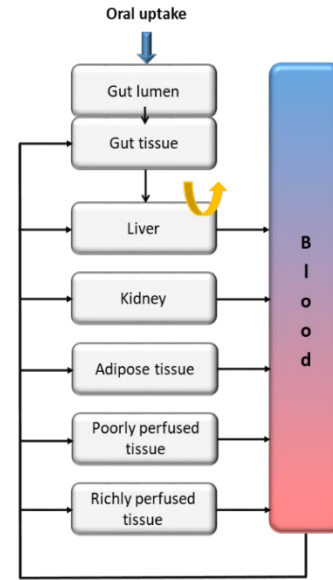 Oral uptake
Gut lumen
Gut tissue
Liver
Kidney
Adipose tissue
Poorly perfused
tissue
Richly perfused
tissue
B
l
o
o
d